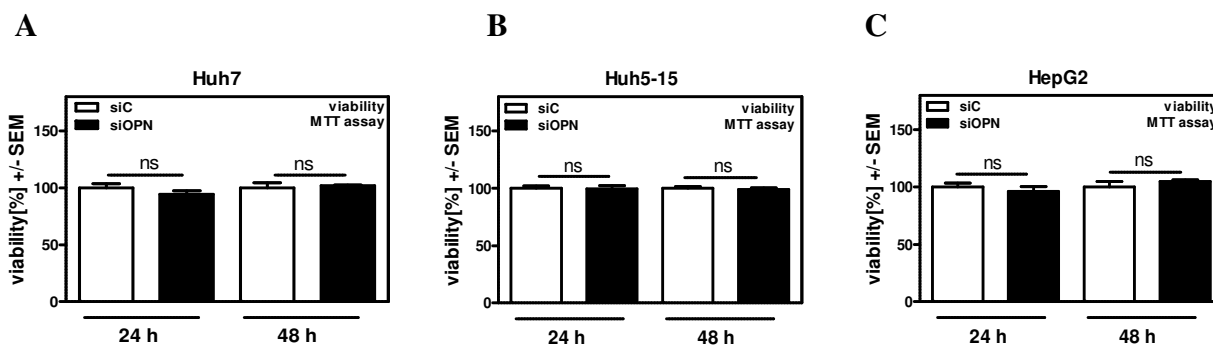 A
Huh7
siC
siOPN
viability
MTT assay
viability[%] +/- SEM
150
100
50
0
ns
ns
24 h
48 h
B
Huh5-15
siC
siOPN
viability
MTT assay
viability[%] +/- SEM
150
100
50
0
ns
ns
24 h
48 h
C
HepG2
siC
siOPN
viability
MTT assay
viability[%] +/- SEM
150
100
50
0
ns
ns
24 h
48 h